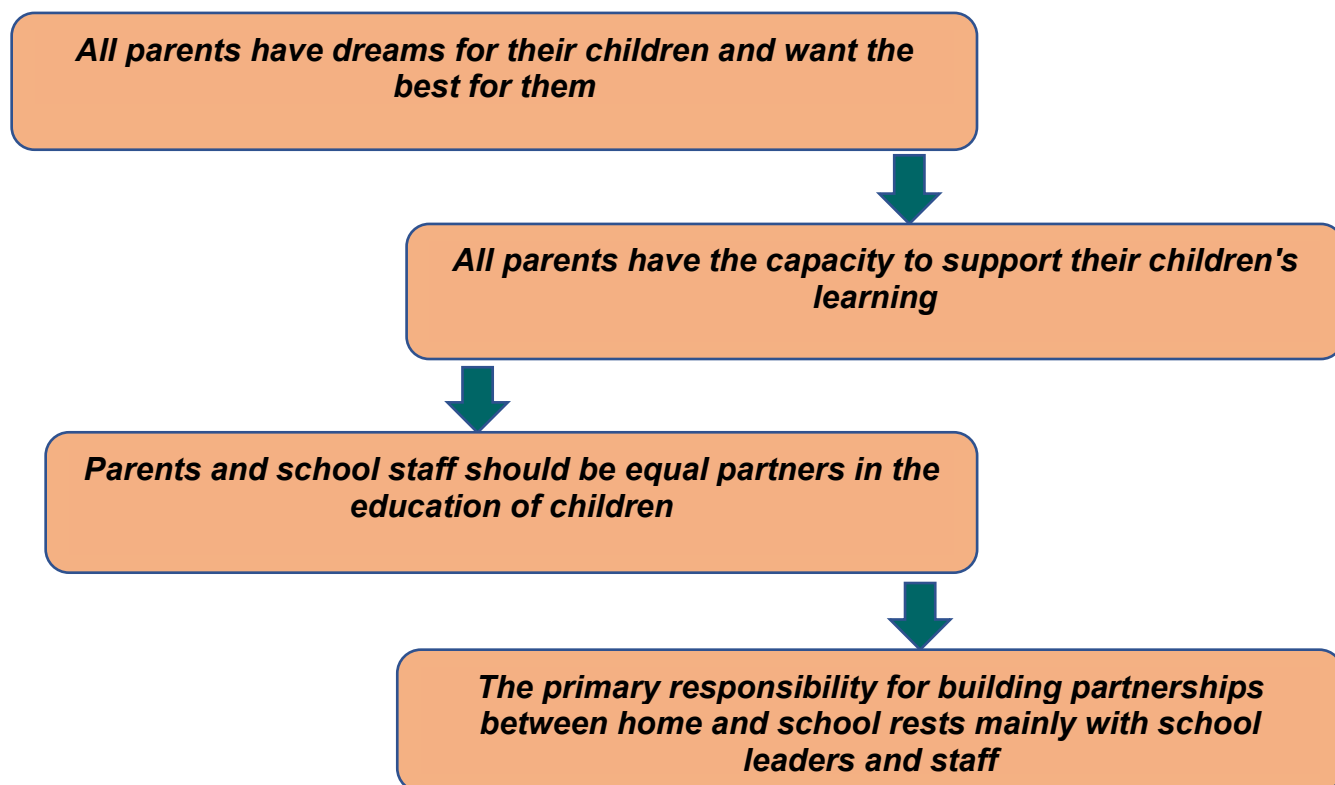 All parents have dreams for their children and want the
best for them
All parents have the capacity to support their children's
learning
Parents and school staff should be equal partners in the
education of children
The primary responsibility for building partnerships
between home and school rests mainly with school
leaders and staff